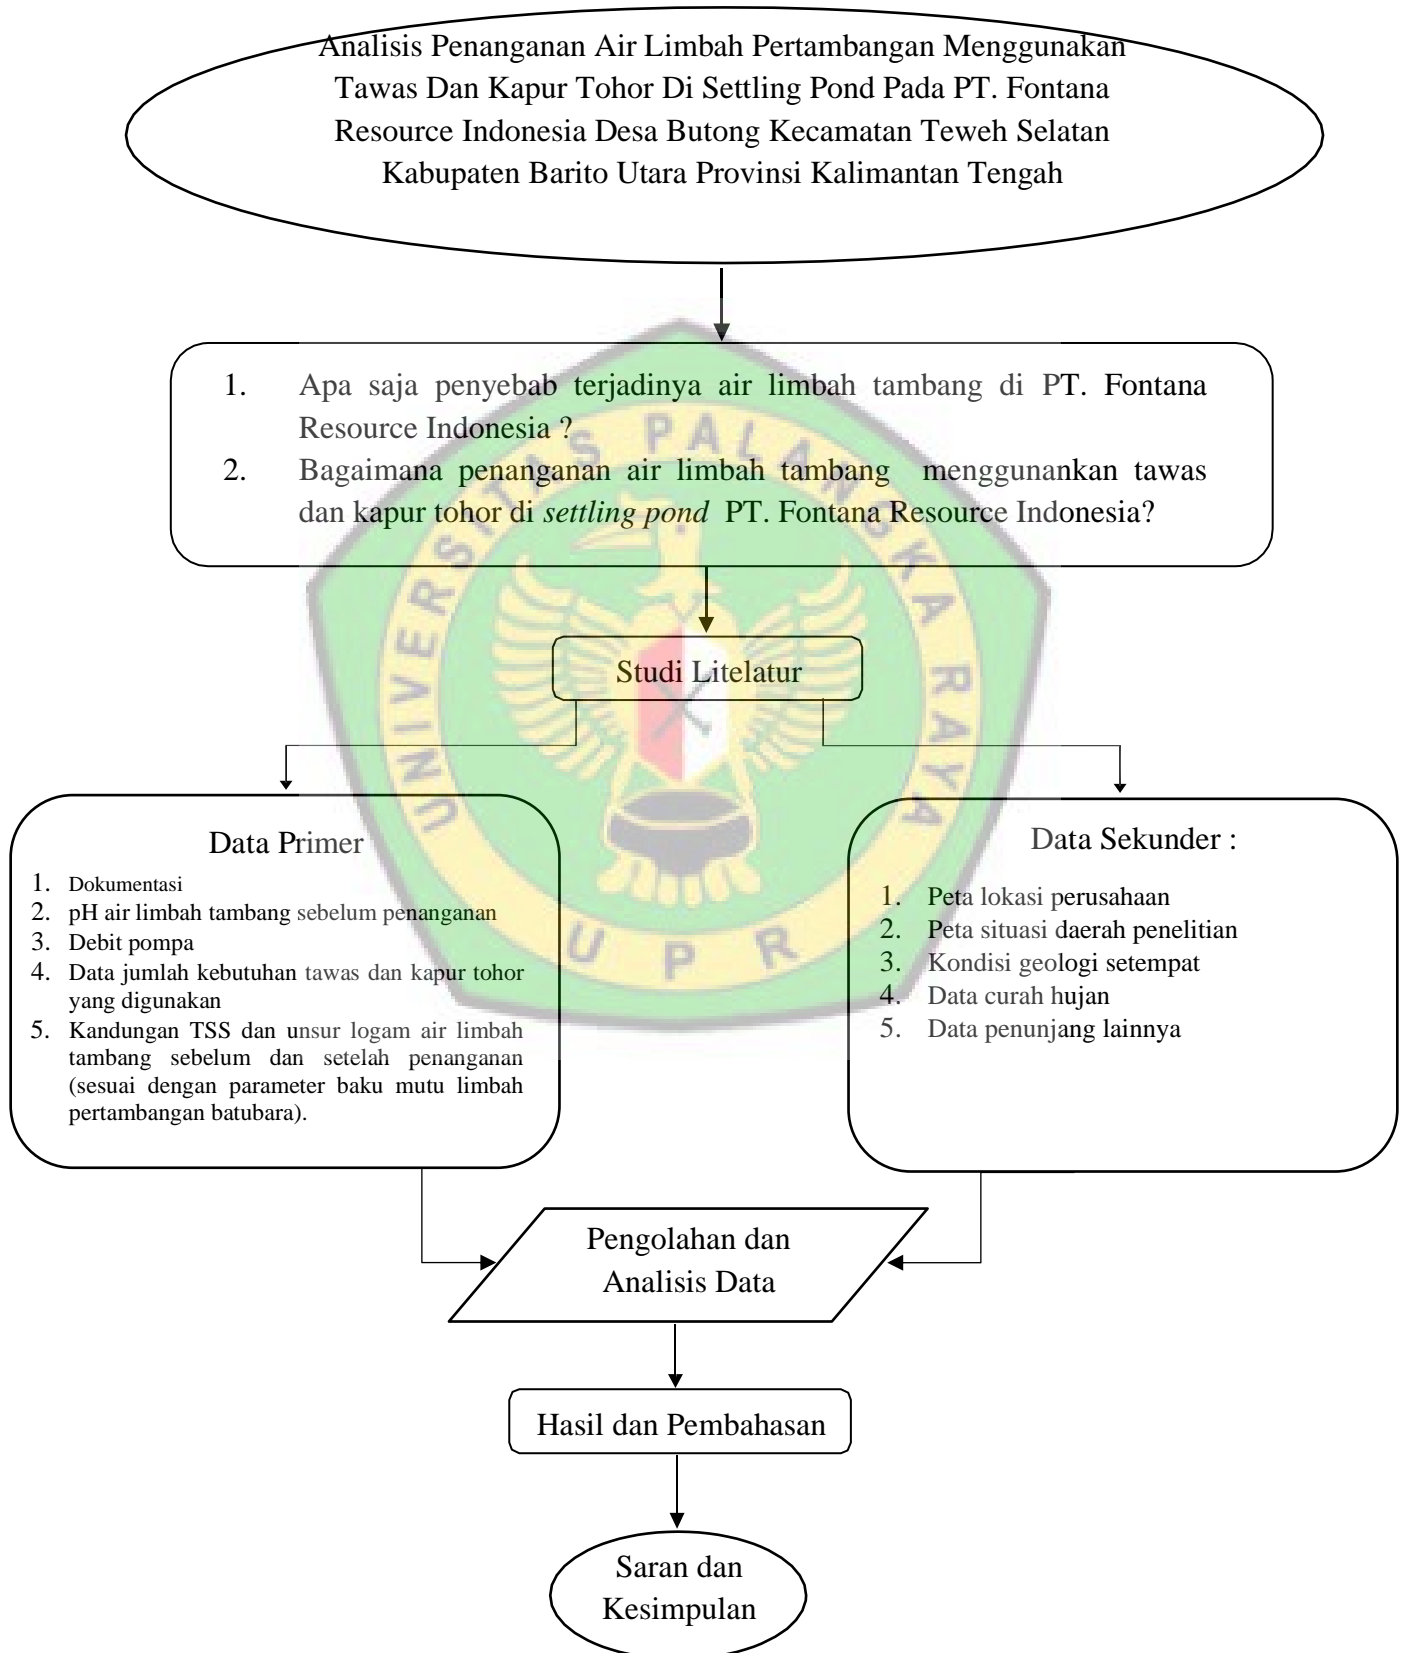 Analisis Penanganan Air Limbah Pertambangan Menggunakan
Tawas Dan Kapur Tohor Di Settling Pond Pada PT. Fontana
Resource Indonesia Desa Butong Kecamatan Teweh Selatan
Kabupaten Barito Utara Provinsi Kalimantan Tengah
1. Apa saja penyebab terjadinya air limbah tambang di PT. Fontana
Resource Indonesia ?
2. Bagaimana penanganan air limbah tambang menggunankan tawas
dan kapur tohor di settling pond PT. Fontana Resource Indonesia?
UNIVERSITAS PALANGKA RAYA
UPR
Studi Litelatur
Data Primer
1. Dokumentasi
2. pH air limbah tambang sebelum penanganan
3. Debit pompa
4. Data jumlah kebutuhan tawas dan kapur tohor
yang digunakan
5. Kandungan TSS dan unsur logam air limbah
tambang sebelum dan setelah penanganan
(sesuai dengan parameter baku mutu limbah
pertambangan batubara).
Data Sekunder :
1. Peta lokasi perusahaan
2. Peta situasi daerah penelitian
3. Kondisi geologi setempat
4. Data curah hujan
5. Data penunjang lainnya
Pengolahan dan
Analisis Data
Hasil dan Pembahasan
Saran dan
Kesimpulan